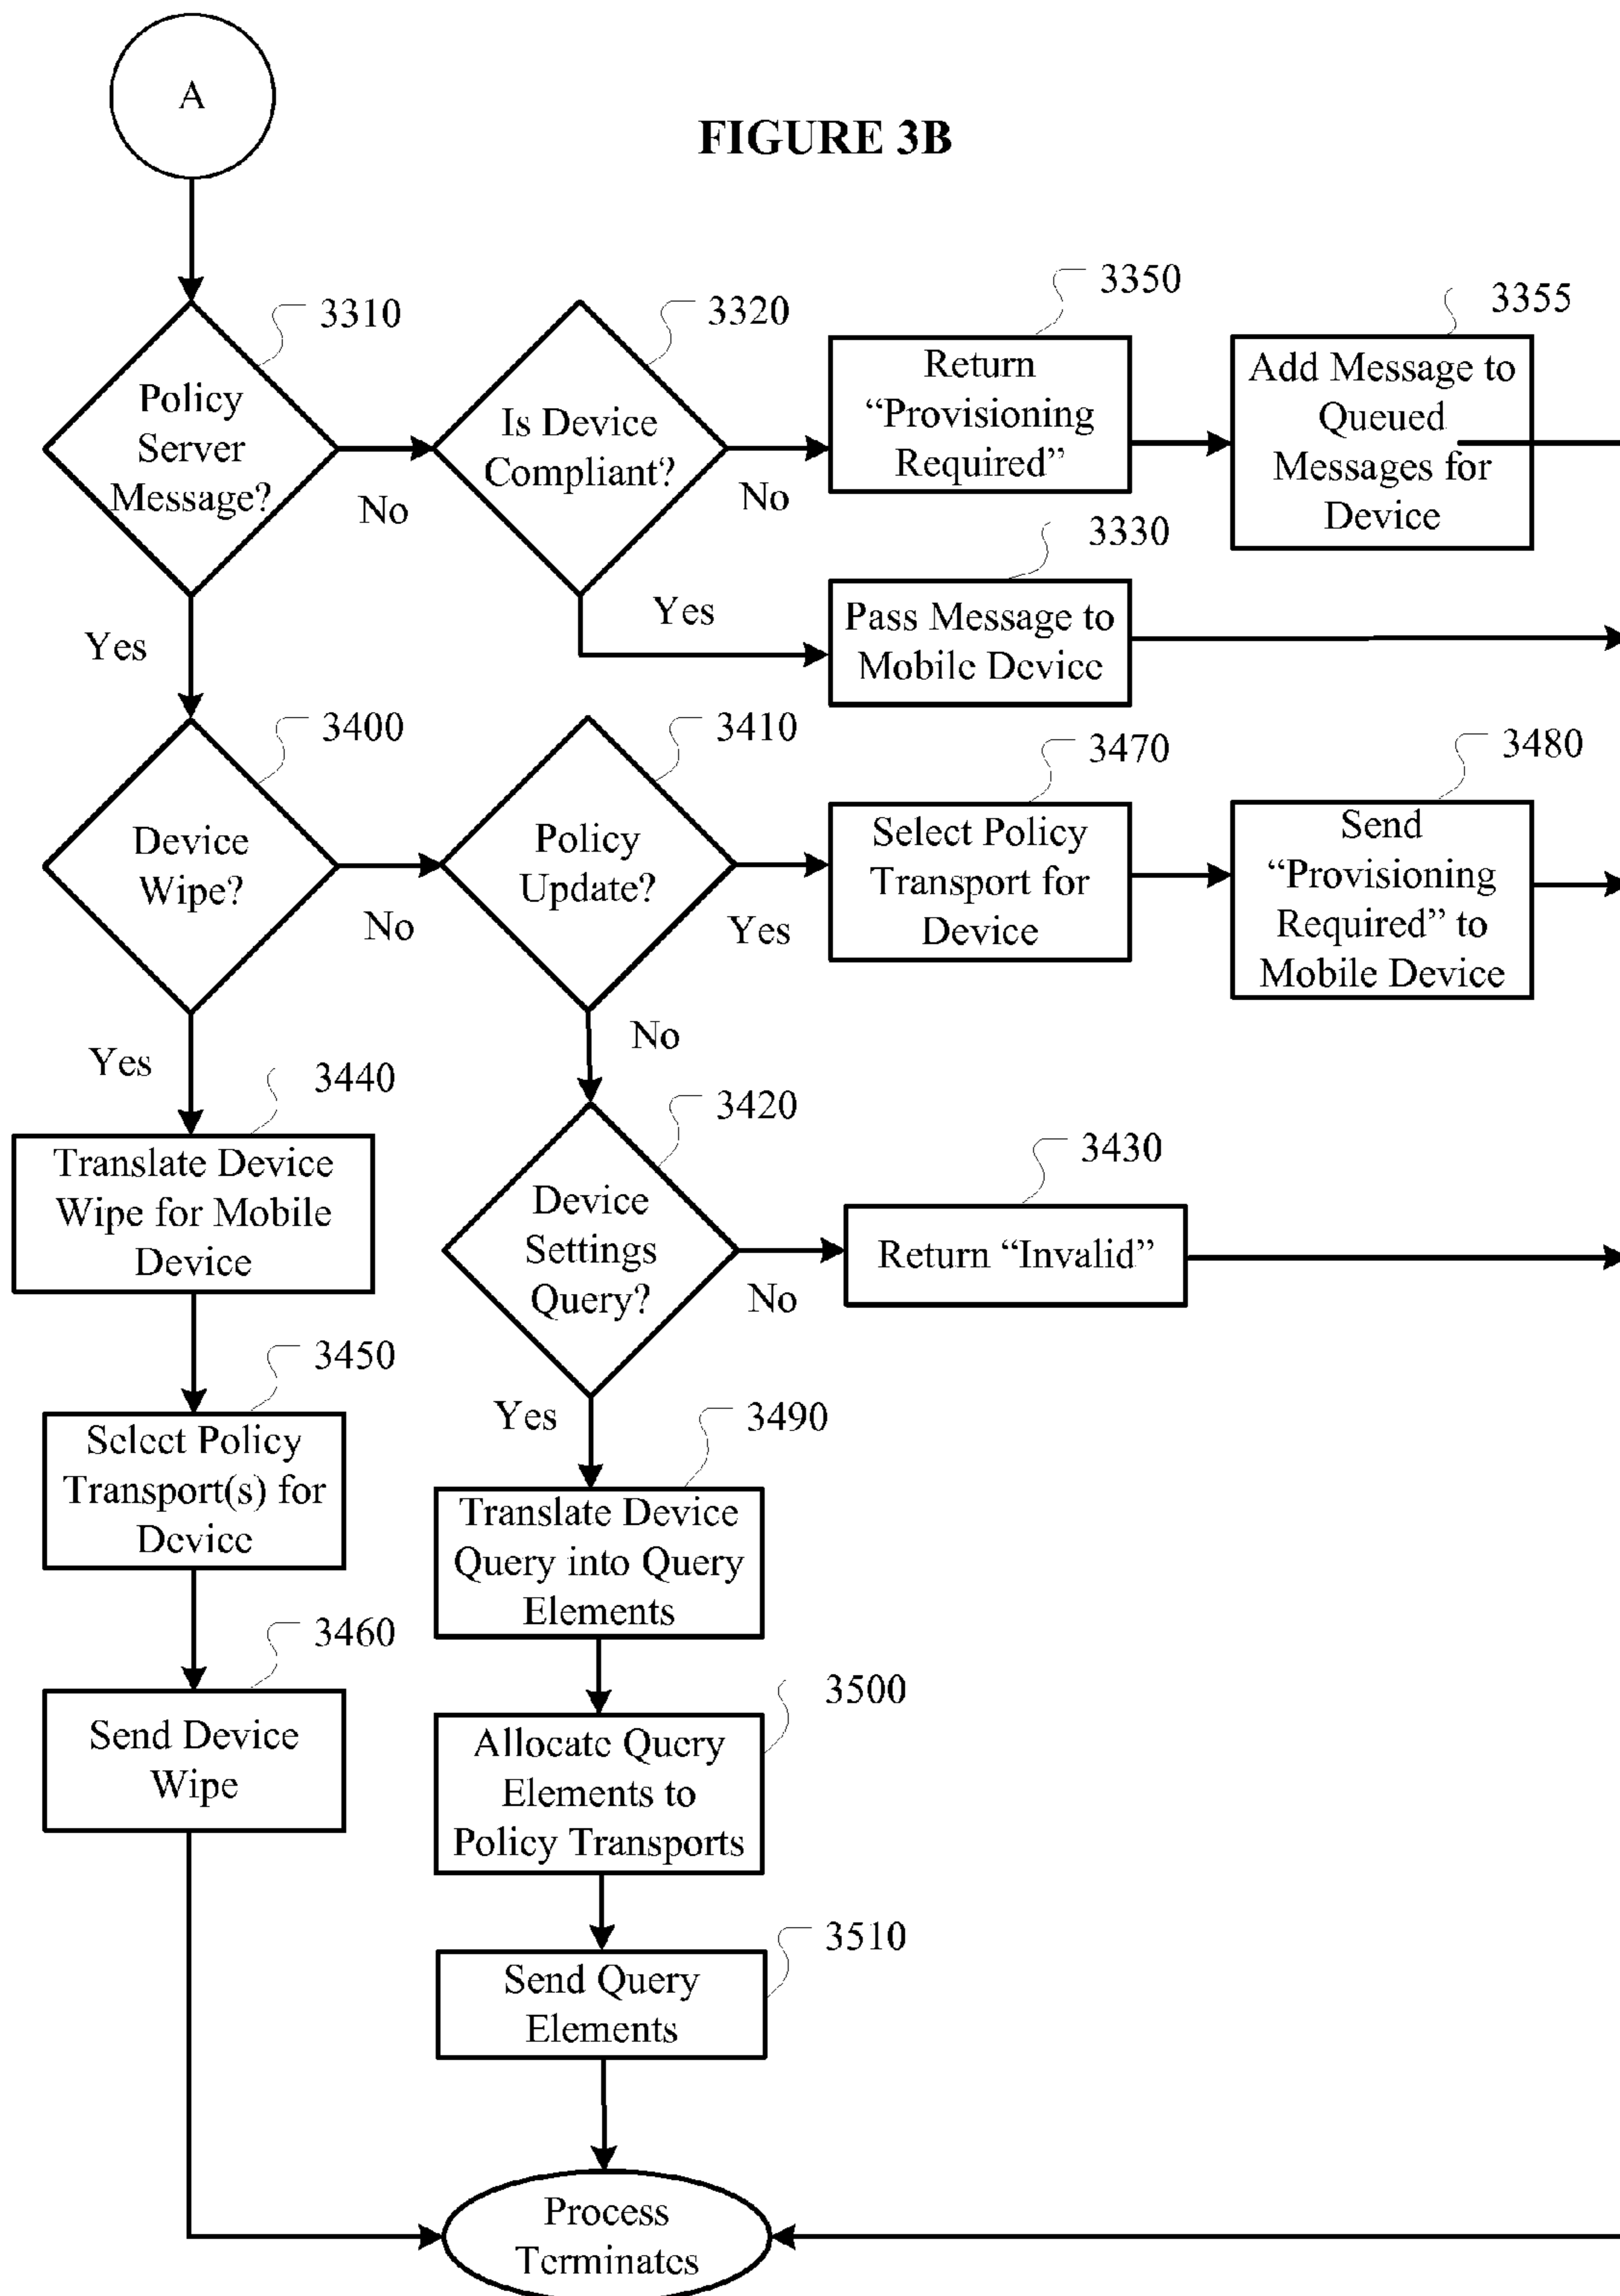 A
FIGURE 3B
3310
Policy
Server
Message?
No
Yes
3320
Is Device
Compliant?
No
Yes
3350
Return
“Provisioning
Required”
3355
Add Message to
Queued
Messages for
Device
3330
Pass Message to
Mobile Device
3400
Device
Wipe?
No
Yes
3410
Policy
Update?
Yes
No
3470
Select Policy
Transport for
Device
3480
Send
“Provisioning
Required” to
Mobile Device
3440
Translate Device
Wipe for Mobile
Device
3420
Device
Settings
Query?
No
Yes
3430
Return “Invalid”
3450
Select Policy
Transport(s) for
Device
3490
Translate Device
Query into Query
Elements
3460
Send Device
Wipe
3500
Allocate Query
Elements to
Policy Transports
3510
Send Query
Elements
Process
Terminates